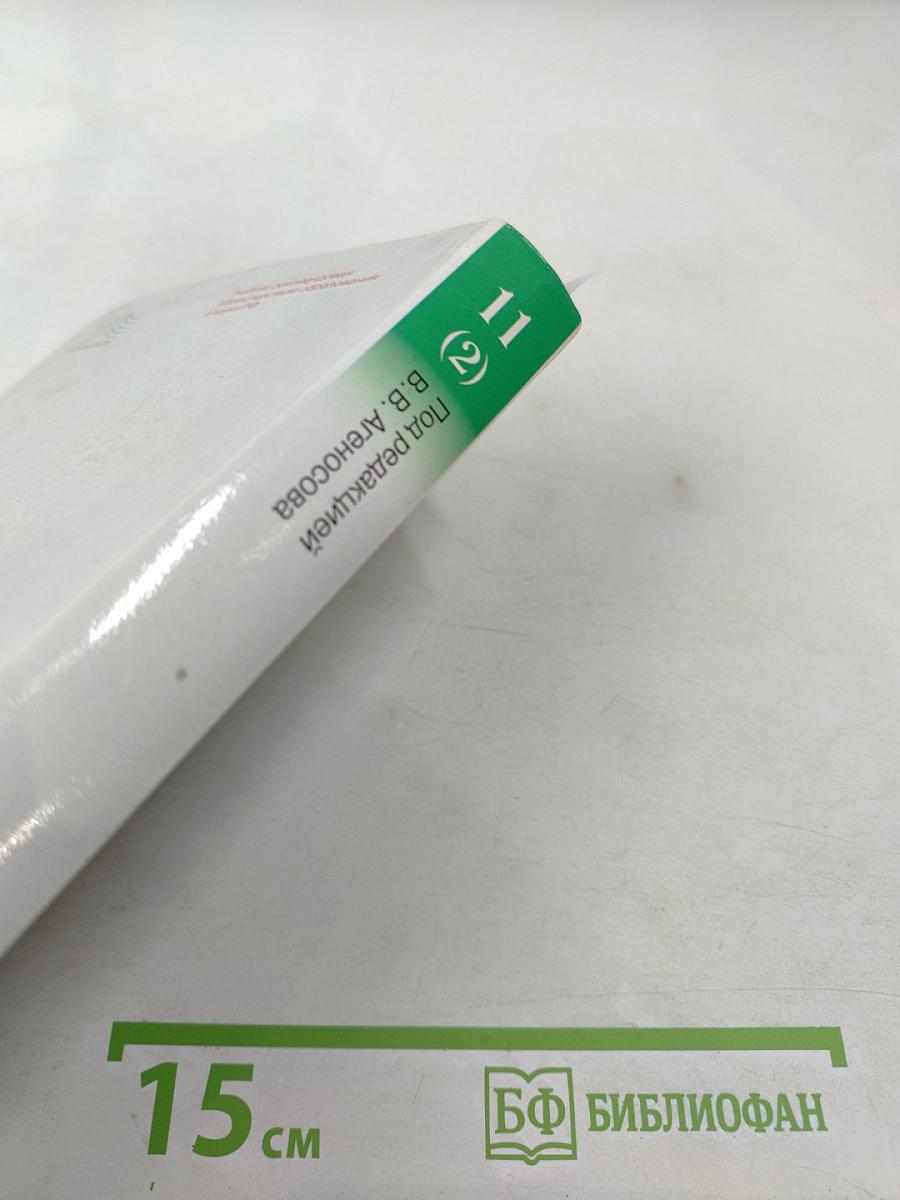 11
(2)
Под редакцией
В. В. Агеносова
15 см
БФ БИБЛИОФАН